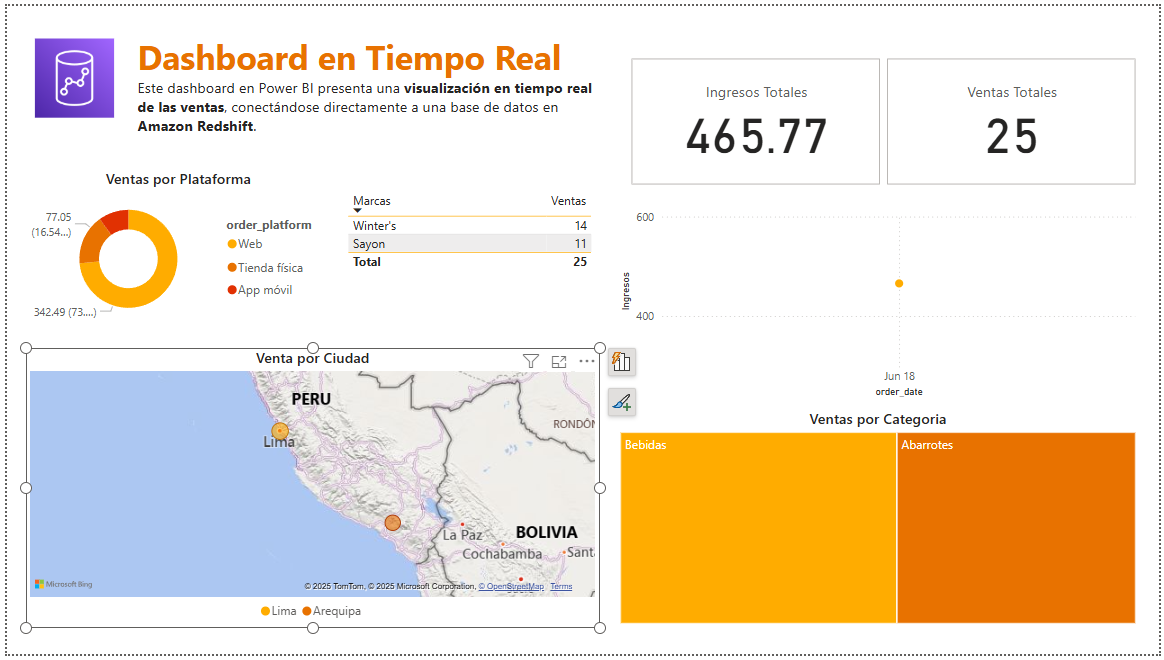 Dashboard en Tiempo Real
Este dashboard en Power BI presenta una visualización en tiempo real
de las ventas, conectándose directamente a una base de datos en
Amazon Redshift.
Ingresos Totales
465.77
Ventas Totales
25
Ventas por Plataforma
77.05
(16.54...)
342.49 (73....)
order_platform
Web
Tienda física
App móvil
Marcas Ventas
Winter's 14
Sayon 11
Total 25
600
400
Ingresos
Jun 18
order_date
Venta por Ciudad
PERU
Lima
RONDÔN
La Paz
BOLIVIA
Cochabamba
Santa
Microsoft Bing
© 2025 TomTom, © 2025 Microsoft Corporation, © OpenStreetMap Terms
Lima Arequipa
Ventas por Categoria
Bebidas
Abarrotes